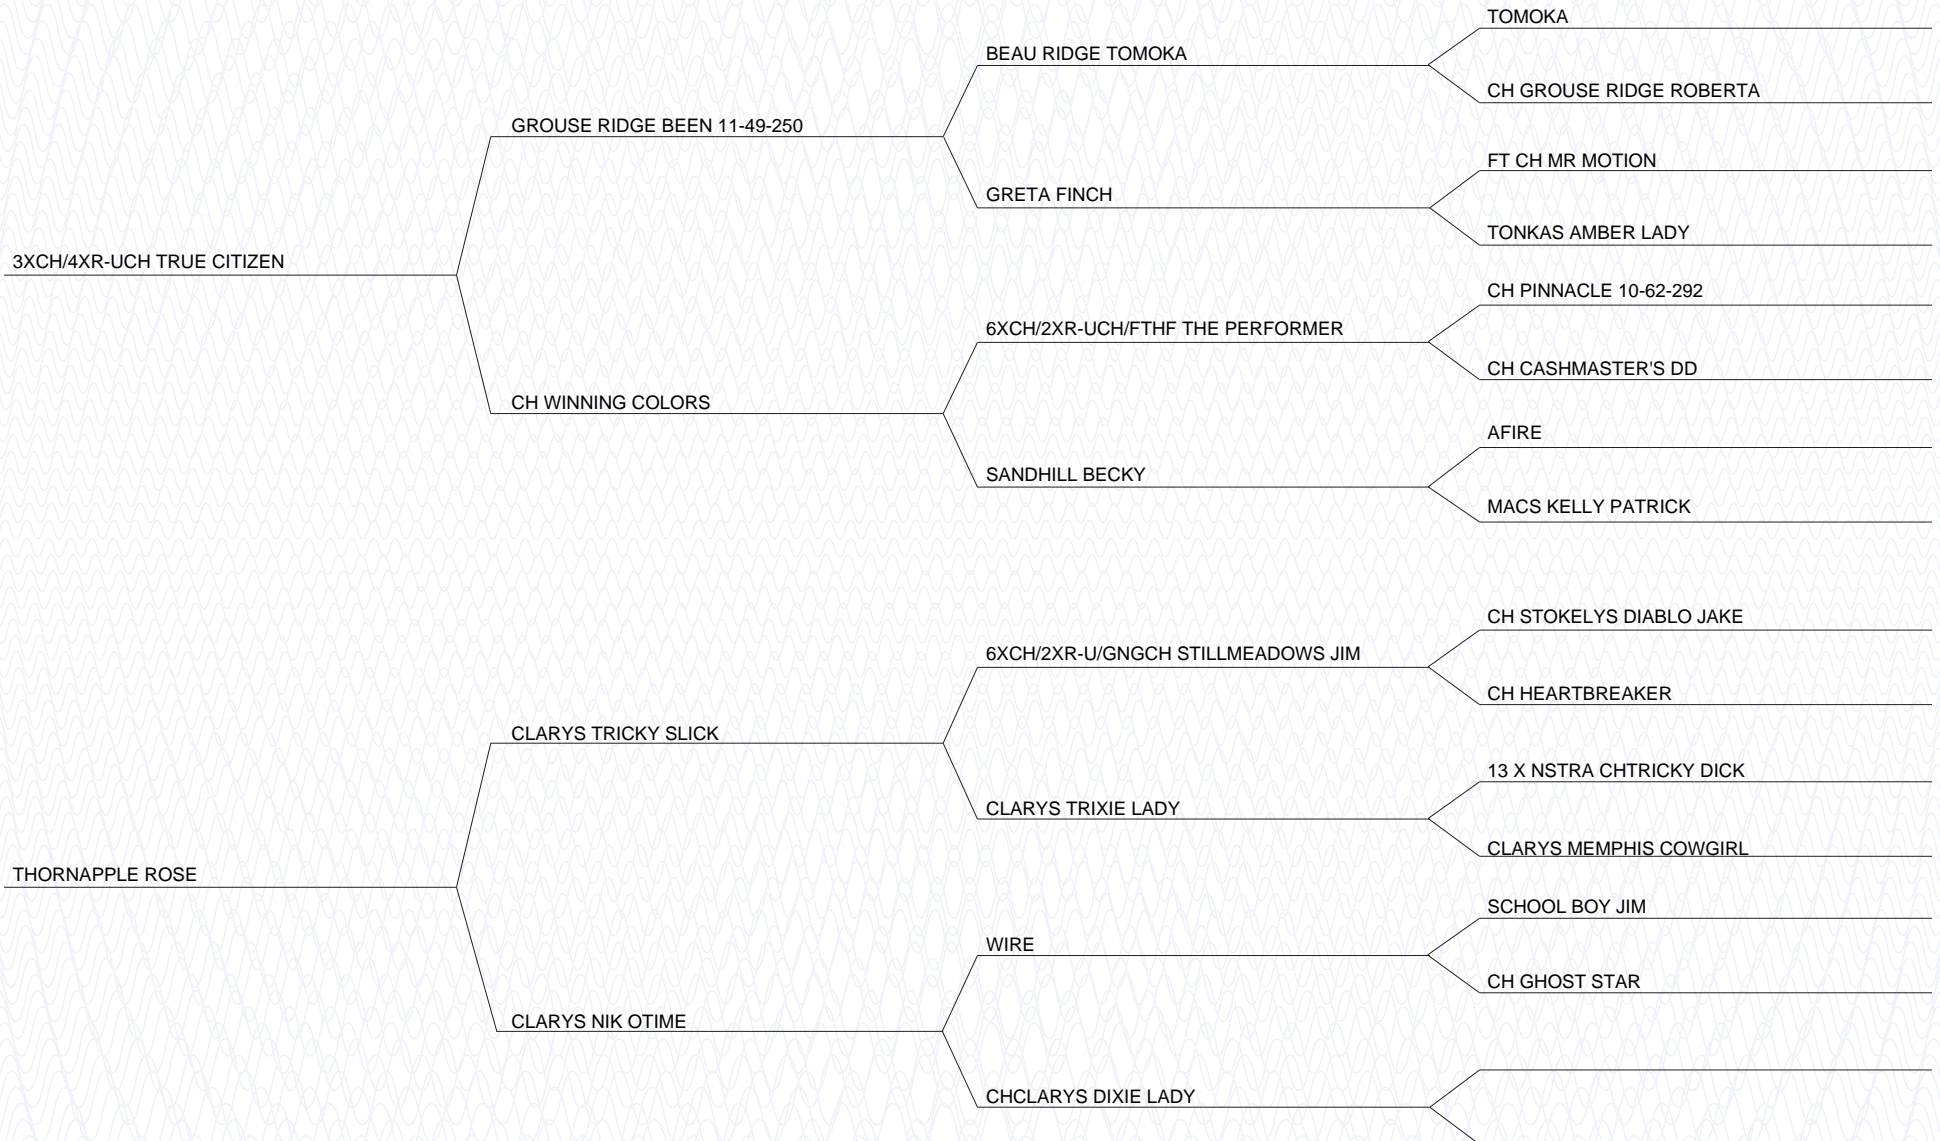 TOMOKA
BEAU RIDGE TOMOKA
CH GROUSE RIDGE ROBERTA
GROUSE RIDGE BEEN 11-49-250
FT CH MR MOTION
GRETA FINCH
TONKAS AMBER LADY
3XCH/4XR-UCH TRUE CITIZEN
CH PINNACLE 10-62-292
6XCH/2XR-UCH/FTHF THE PERFORMER
CH CASHMASTER'S DD
CH WINNING COLORS
AFIRE
SANDHILL BECKY
MACS KELLY PATRICK
CH STOKELYS DIABLO JAKE
6XCH/2XR-U/GNGCH STILLMEADOWS JIM
CH HEARTBREAKER
CLARYS TRICKY SLICK
13 X NSTRA CHTRICKY DICK
CLARYS TRIXIE LADY
CLARYS MEMPHIS COWGIRL
THORNAPPLE ROSE
SCHOOL BOY JIM
WIRE
CH GHOST STAR
CLARYS NIK OTIME
CHCLARYS DIXIE LADY